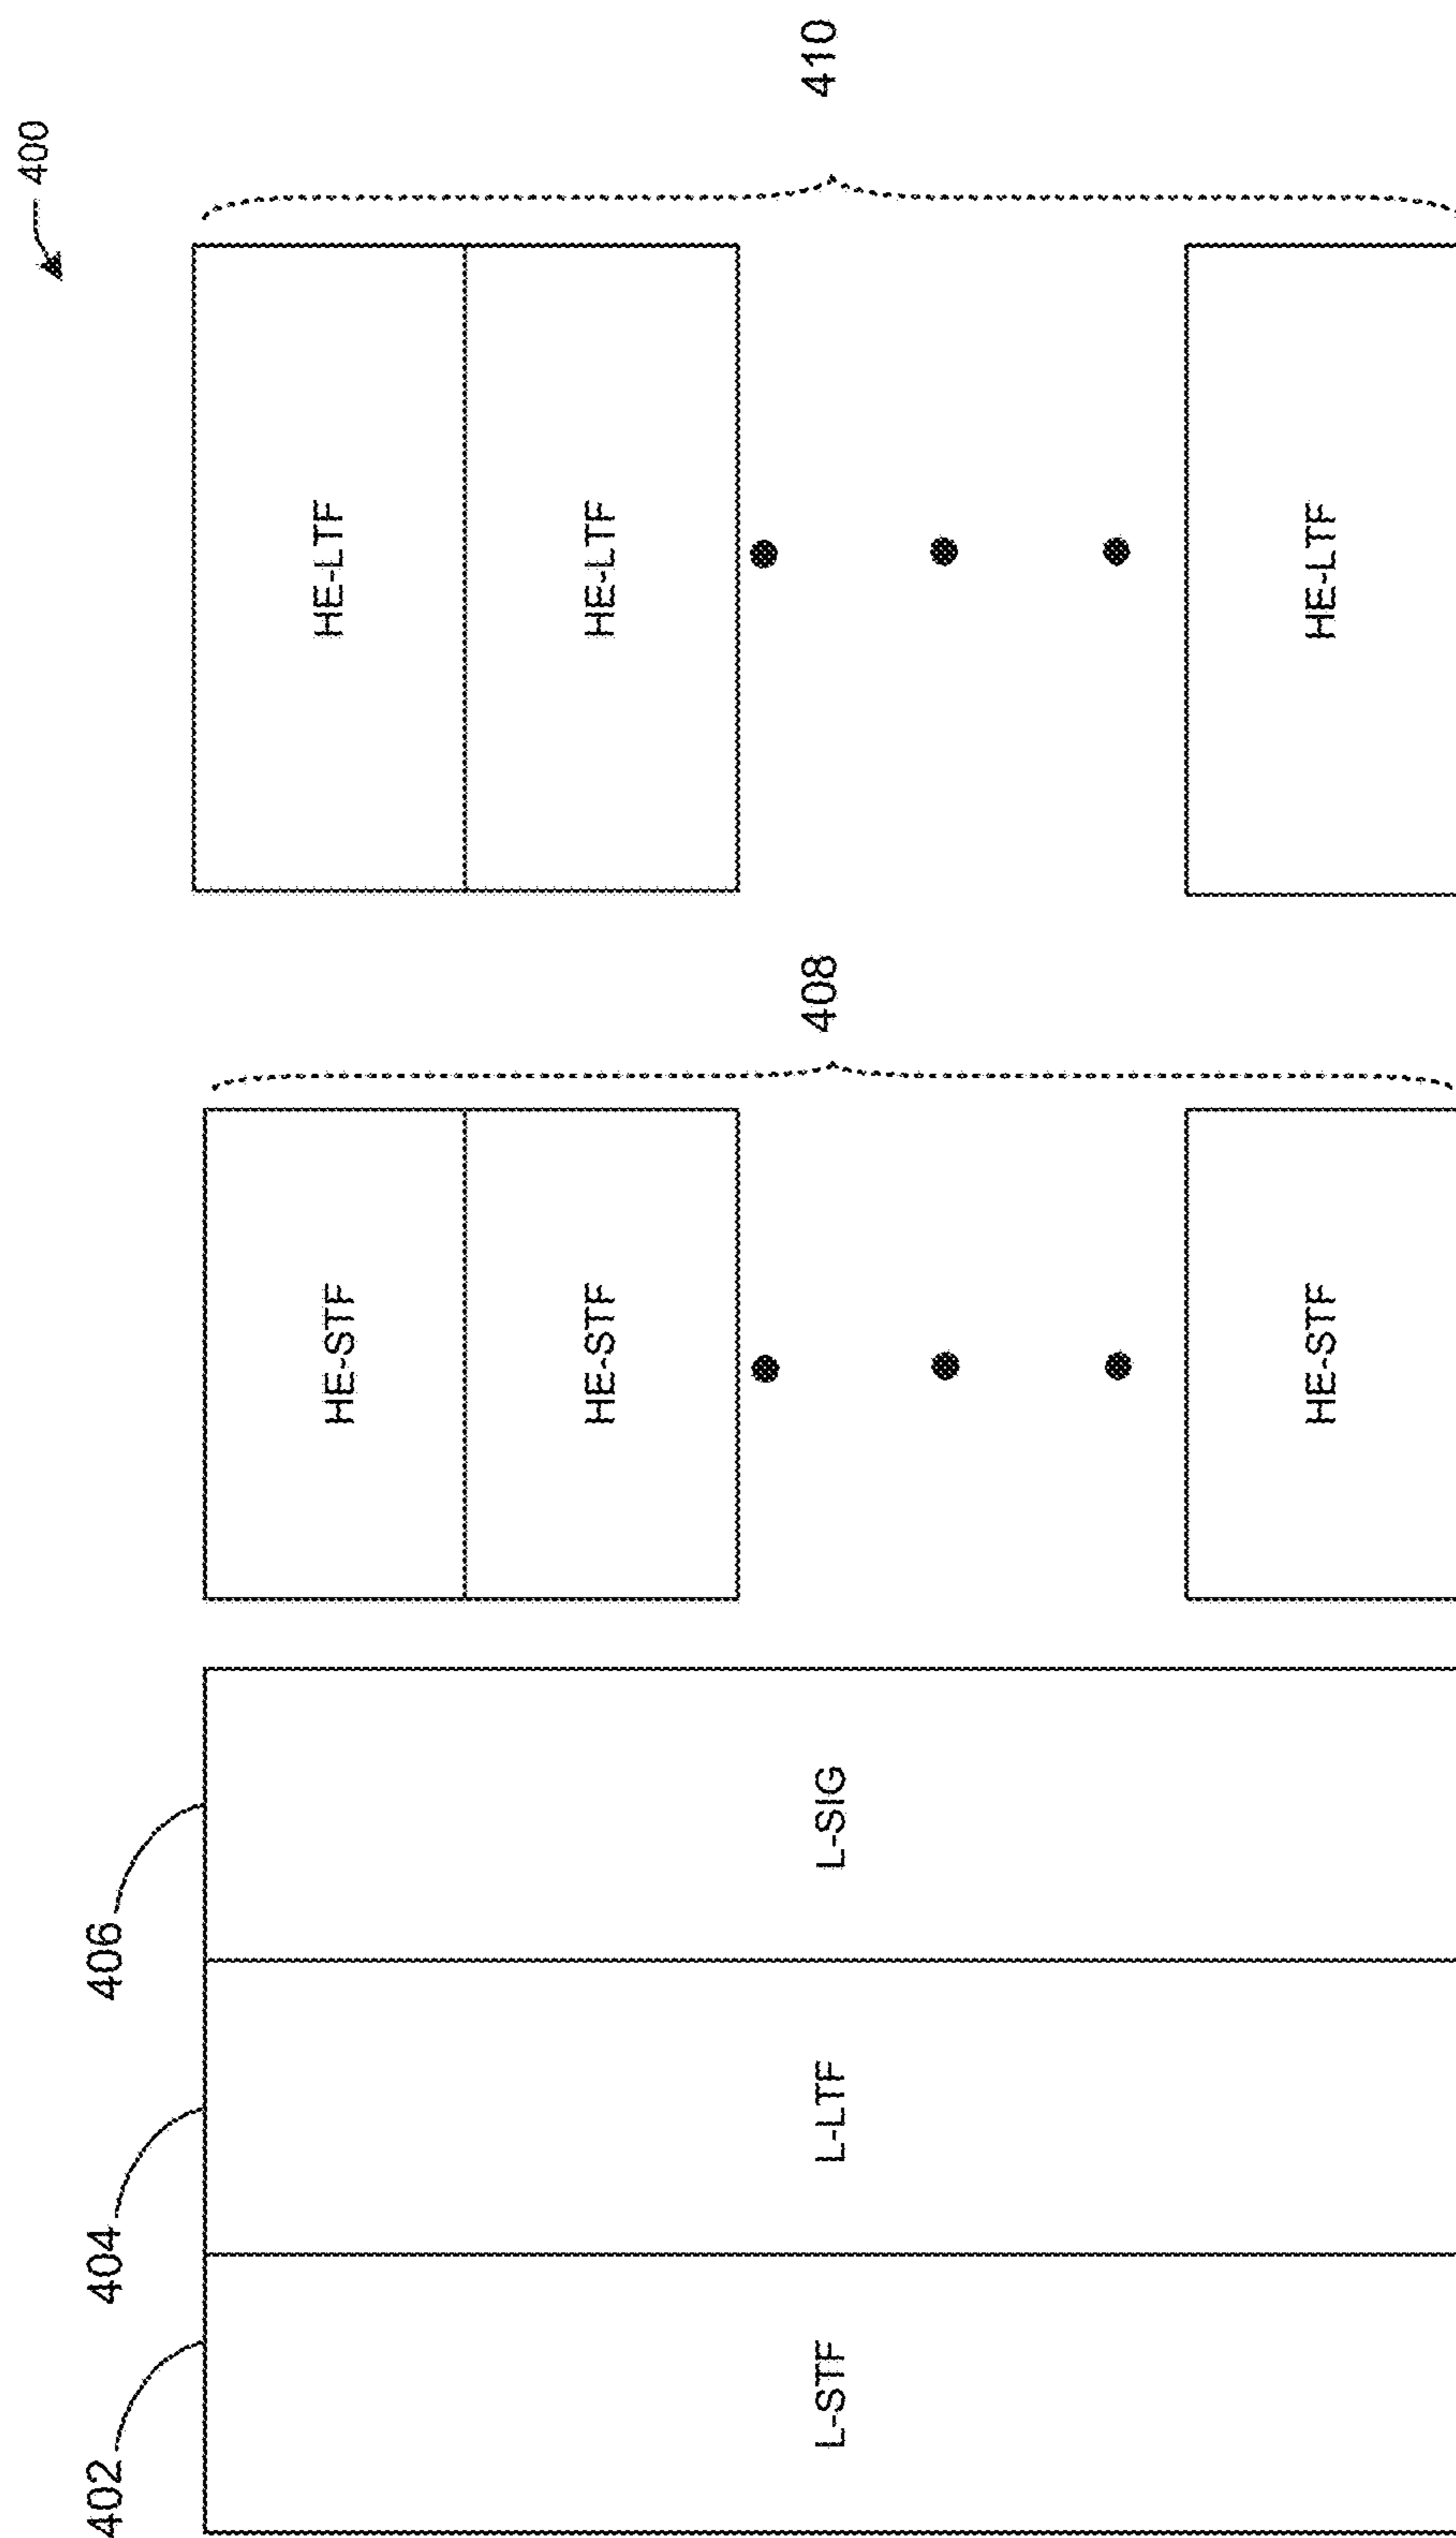 400
402
404
406
L-STF
L-LTF
L-SIG
HE-STF
HE-STF
HE-STF
408
HE-LTF
HE-LTF
HE-LTF
410